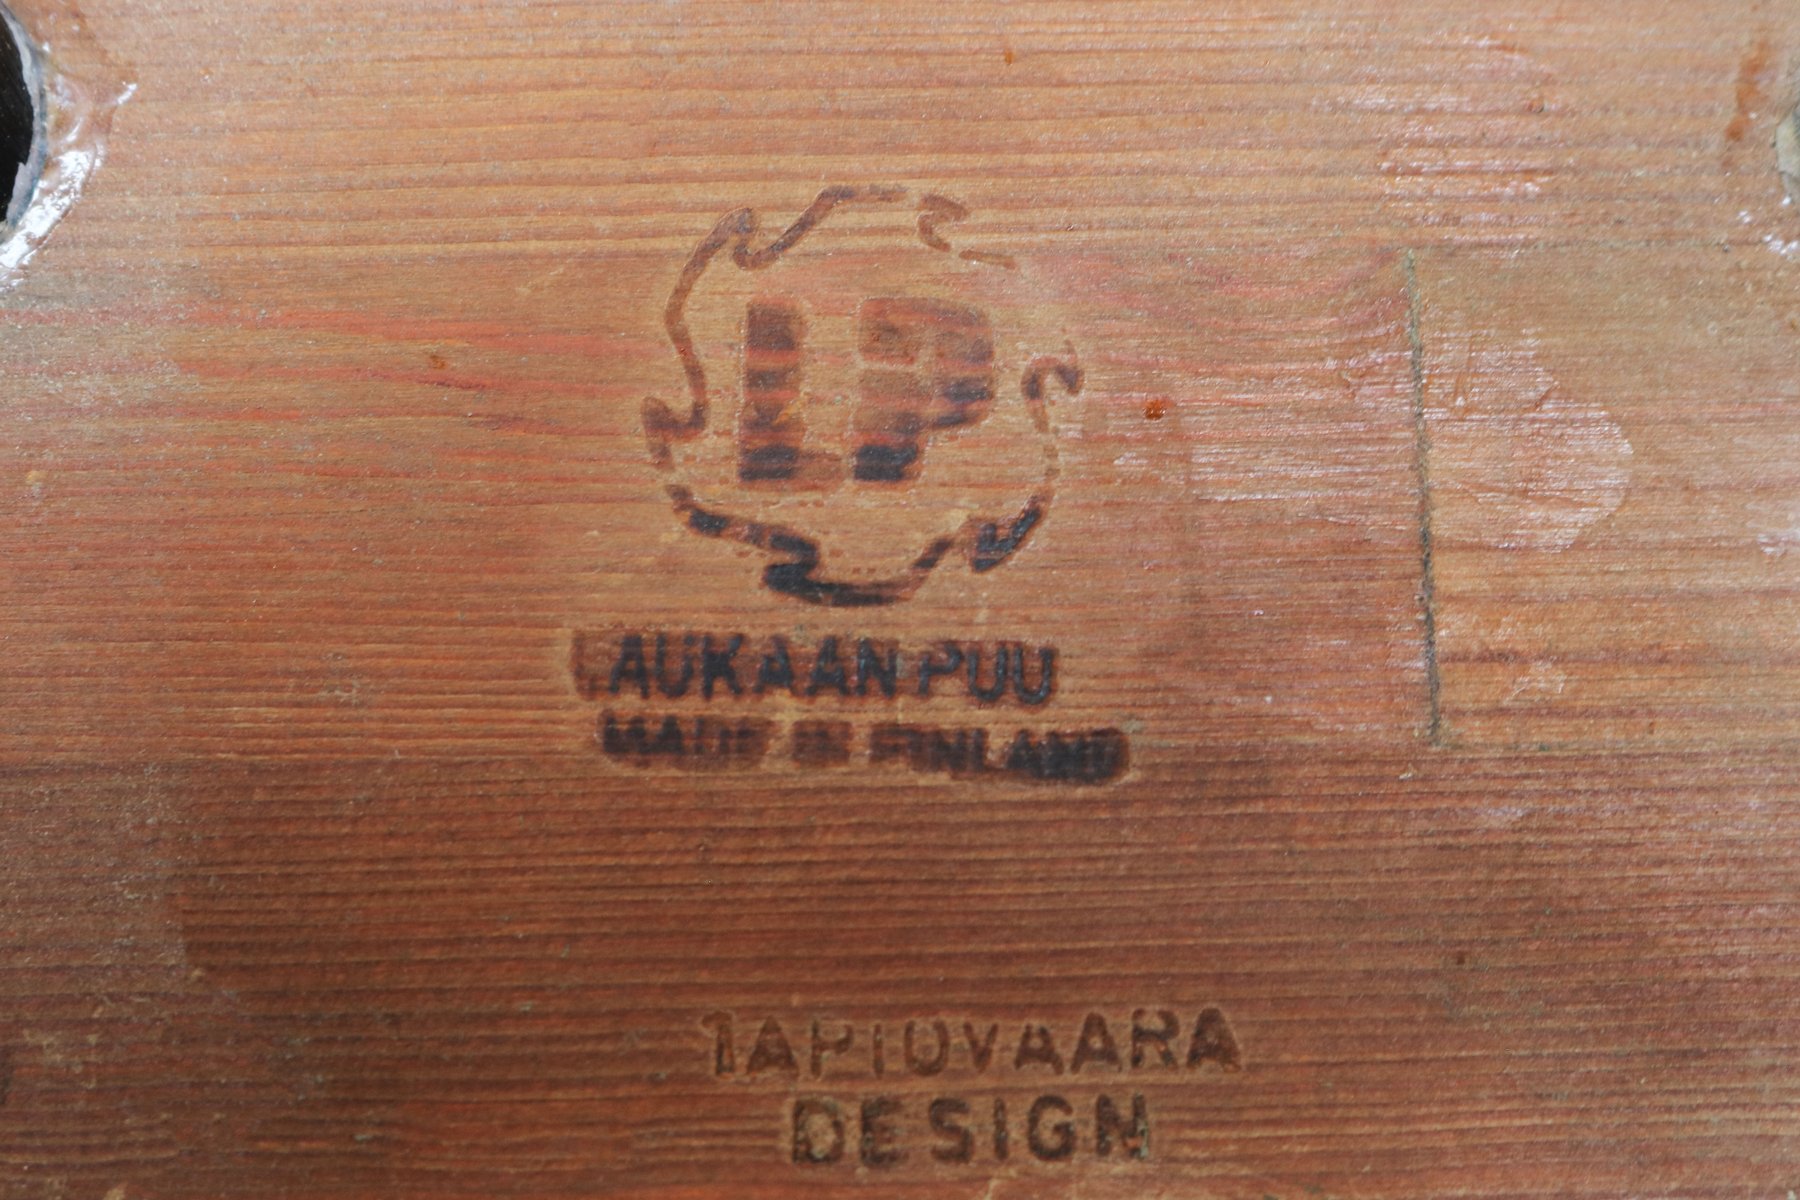 LP
LAUKAAN PUU
MADE IN FINLAND
TAPIOVAARA
DESIGN